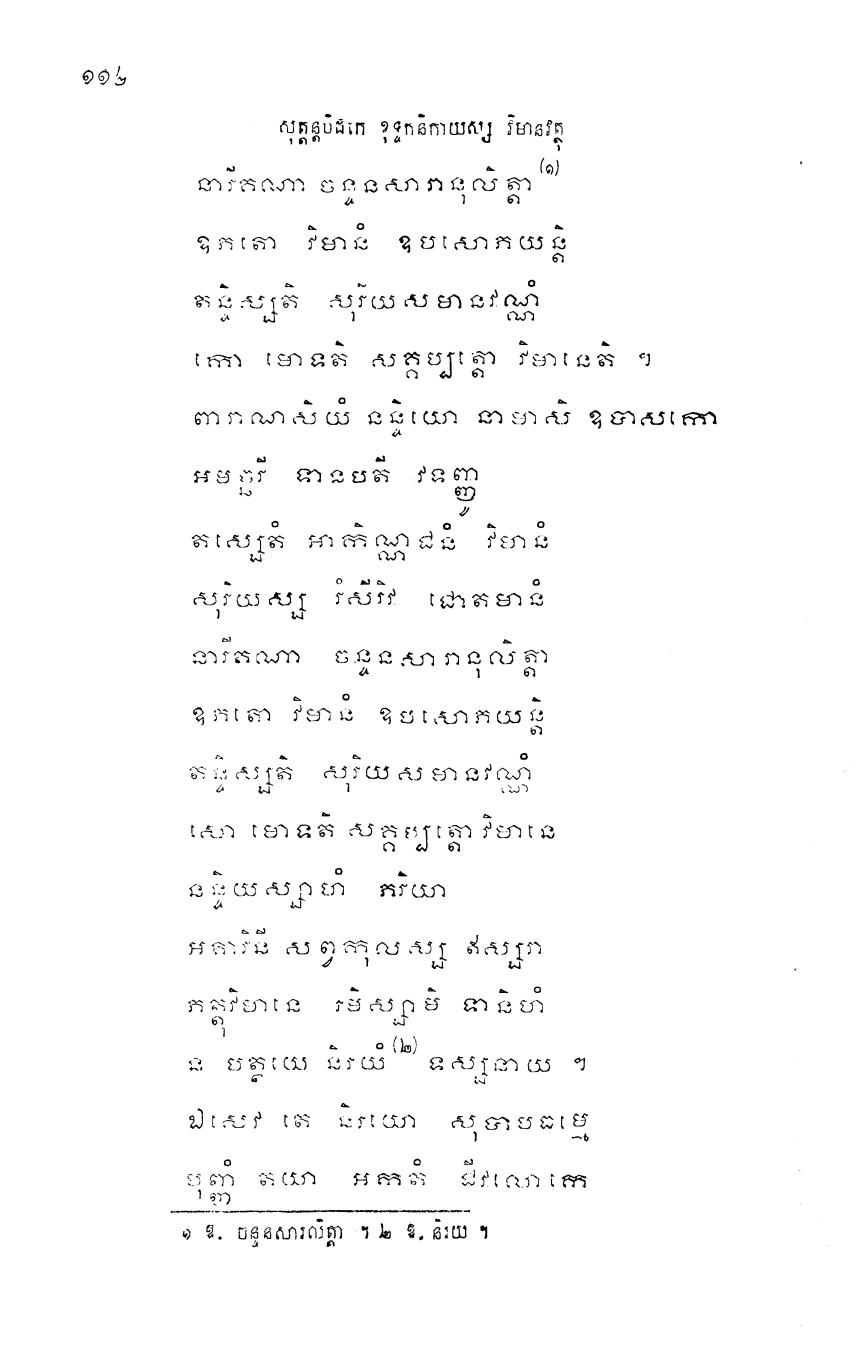 ១១៦
សុត្តន្តបិដកេ ខុទ្ទកនិកាយស្ស វិមានវត្ថុ
នារីគណា ចន្ទនសារានុលិត្តា (១)
ឧភតោ វិមានំ ឧបសោភយន្តិ
តន្ទិស្សតិ សុរិយសមានវណ្ណំ
កោ មោទតិ សគ្គប្បត្តោ វិមានេតិ ។
ពារាណសិយំ នន្ទិយោ នាមាសិ ឧបាសកោ
អមច្ឆរី ទានបតី វទញ្ញូ
តស្សេតំ អាកិណ្ណជនំ វិមានំ
សុរិយស្ស រំសីរិវ ជោតមានំ
នារីគណា ចន្ទនសារានុលិត្តា
ឧភតោ វិមានំ ឧបសោភយន្តិ
តន្ទិស្សតិ សុរិយសមានវណ្ណំ
សោ មោទតិ សគ្គប្បត្តោ វិមានេ
នន្ទិយស្សាហំ ភរិយា
អគារិនី សព្វកុលស្ស ឥស្សរា
ភត្តុវិមានេ រមិស្សាមិ ទានិហំ
ន បត្ថយេ និរយំ (២) ទស្សនាយ ។
ឯសេវ តេ និរយោ សុបាបធម្មេ
បុញ្ញំ តយា អកតំ ជីវលោកេ
១ ឱ. ចន្ទនសារលិត្តា ។ ២ ឱ. និរយ ។